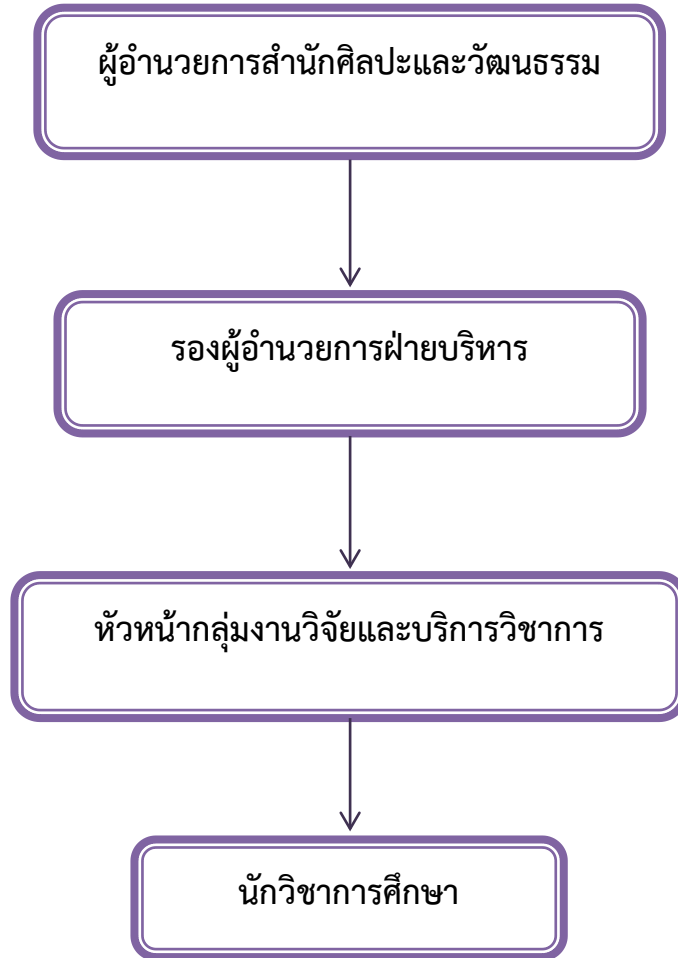 ผู้อำนวยการสำนักศิลปะและวัฒนธรรม
รองผู้อำนวยการฝ่ายบริหาร
หัวหน้ากลุ่มงานวิจัยและบริการวิชาการ
นักวิชาการศึกษา